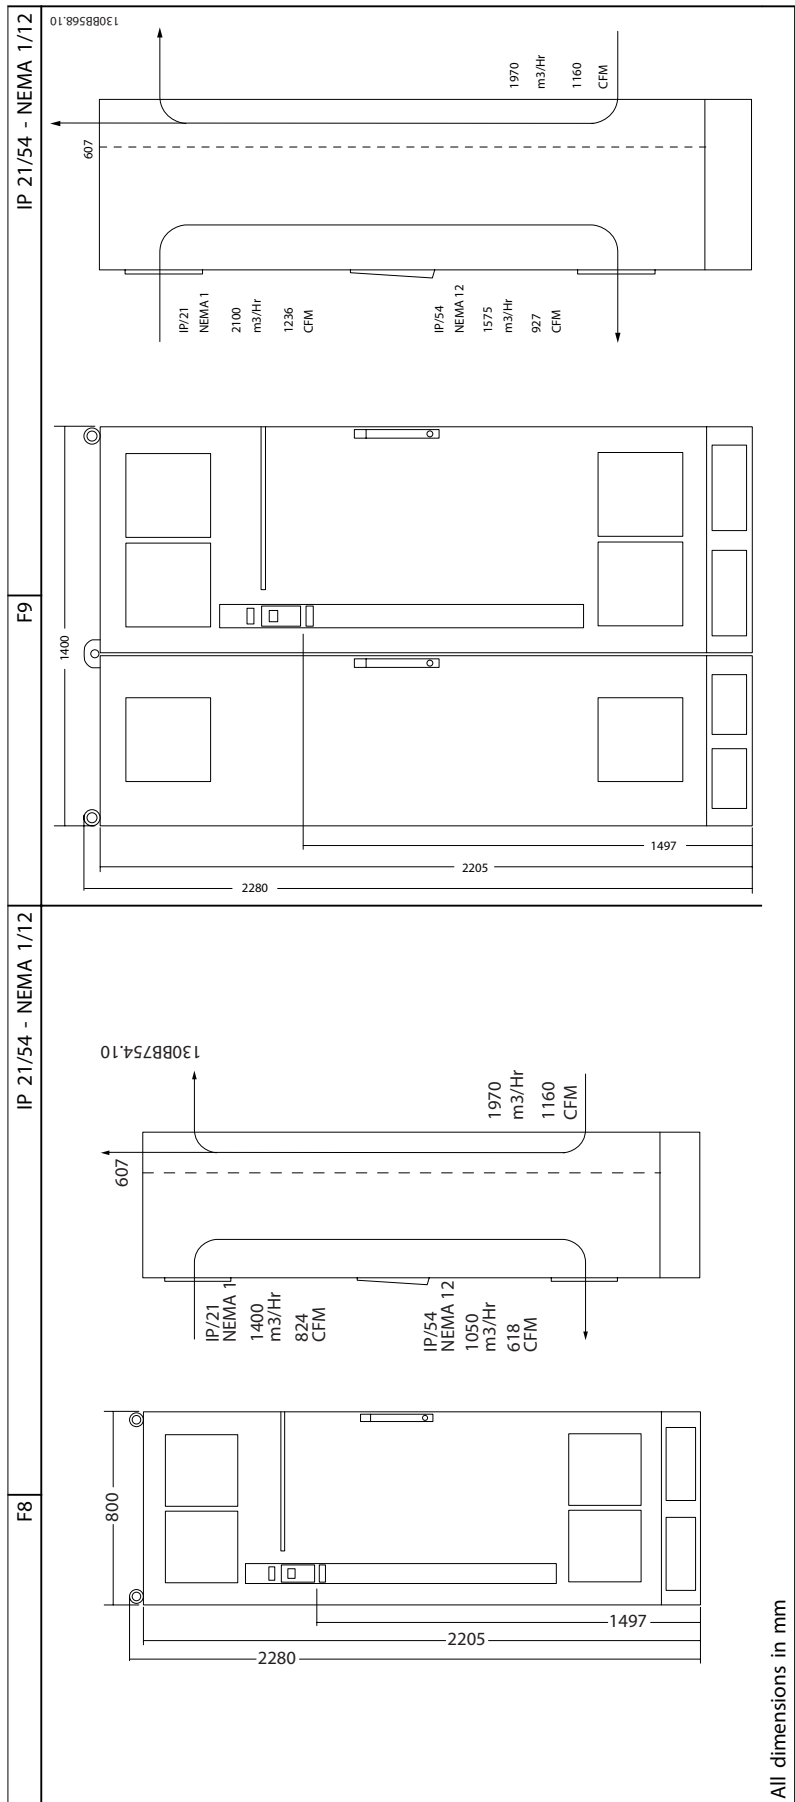 F8
IP 21/54 - NEMA 1/12
F9
IP 21/54 - NEMA 1/12
130BB754.10
607
1970
m3/Hr
1160
CFM
IP/21
NEMA 1
1400
m3/Hr
824
CFM
IP/54
NEMA 12
1050
m3/Hr
618
CFM
800
1497
2205
2280
130BB568.10
607
1970
m3/Hr
1160
CFM
IP/21
NEMA 1
2100
m3/Hr
1236
CFM
IP/54
NEMA 12
1575
m3/Hr
927
CFM
1400
1497
2205
2280
All dimensions in mm